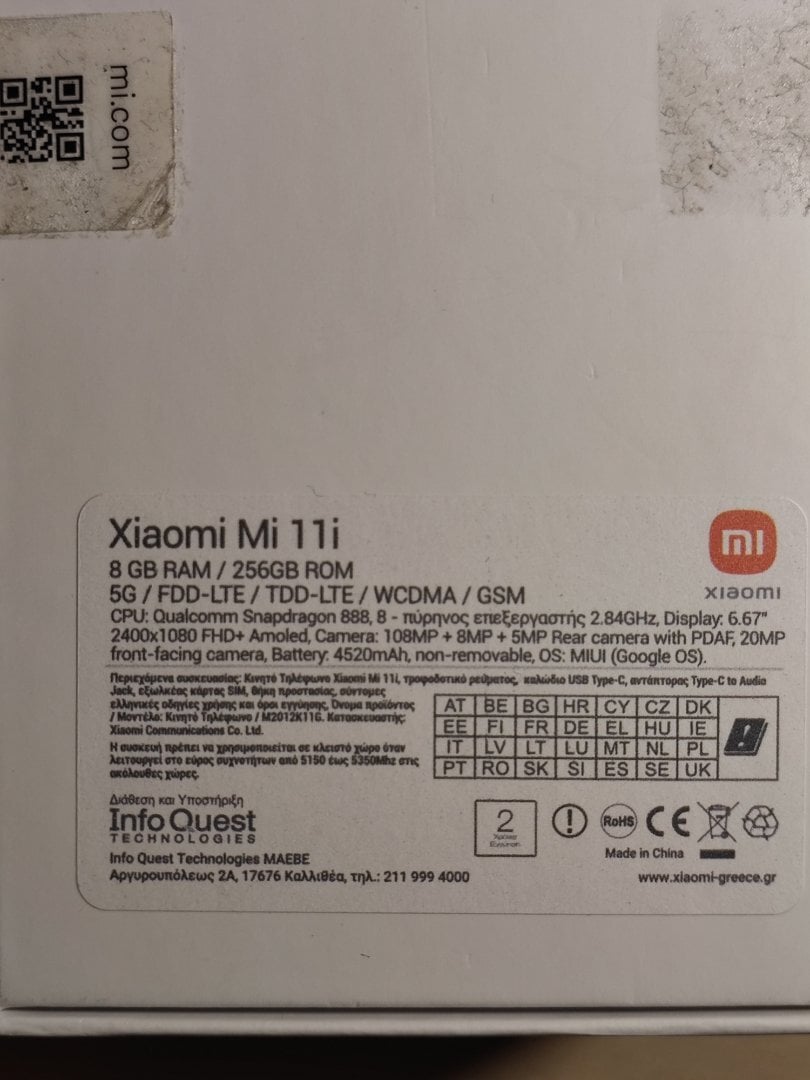 mi.com
Xiaomi Mi 11i
8 GB RAM / 256GB ROM
5G / FDD-LTE / TDD-LTE / WCDMA / GSM
CPU: Qualcomm Snapdragon 888, 8 - πύρηνος επεξεργαστής 2.84GHz, Display: 6.67"
2400x1080 FHD+ Amoled, Camera: 108MP + 8MP + 5MP Rear camera with PDAF, 20MP
front-facing camera, Battery: 4520mAh, non-removable, OS: MIUI (Google OS).
mi
xiaomi
Περιεχόμενα συσκευασίας: Κινητό Τηλέφωνο Xiaomi Mi 11i, τροφοδοτικό ρεύματος, καλώδιο USB Type-C, αντάπτορας Type-C to Audio
Jack, εξωλκέας κάρτας SIM, θήκη προστασίας, σύντομες
ελληνικές οδηγίες χρήσης και όροι εγγύησης. Όνομα προϊόντος
/ Μοντέλο: Κινητό Τηλέφωνο / M2012K11G. Κατασκευαστής:
Xiaomi Communications Co. Ltd.
Η συσκευή πρέπει να χρησιμοποιείται σε κλειστό χώρο όταν
λειτουργεί στο εύρος συχνοτήτων από 5150 έως 5350Mhz στις
ακόλουθες χώρες.
AT BE BG HR CY CZ DK
EE FI FR DE EL HU IE
IT LV LT LU MT NL PL
PT RO SK SI ES SE UK
Διάθεση και Υποστήριξη
Info Quest
TECHNOLOGIES
Info Quest Technologies MAEBE
Αργυρουπόλεως 2Α, 17676 Καλλιθέα, τηλ.: 211 999 4000
2
Χρόνια
Εγγύηση
RoHS
CE
Made in China
www.xiaomi-greece.gr